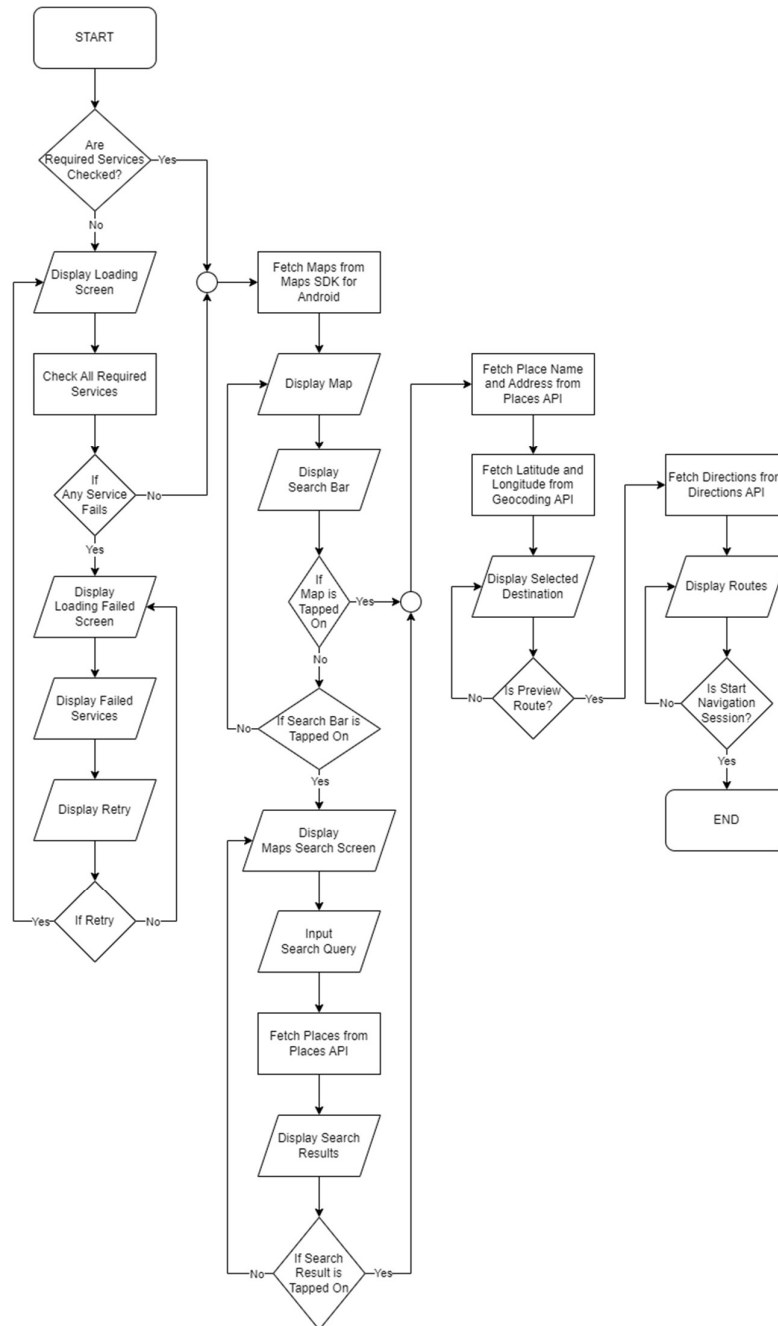 START
Are
Required Services
Checked?
Yes
No
Display Loading
Screen
Check All Required
Services
If
Any Service
Fails
No
Yes
Display
Loading Failed
Screen
Display Failed
Services
Display Retry
If Retry
Yes
No
Fetch Maps from
Maps SDK for
Android
Display Map
Display
Search Bar
If
Map is
Tapped
On
Yes
No
If Search Bar is
Tapped On
No
Yes
Display
Maps Search Screen
Input
Search Query
Fetch Places from
Places API
Display Search
Results
If Search
Result is
Tapped On
No
Yes
Fetch Place Name
and Address from
Places API
Fetch Latitude and
Longitude from
Geocoding API
Display Selected
Destination
Is Preview
Route?
No
Yes
Fetch Directions from
Directions API
Display Routes
Is Start
Navigation
Session?
No
Yes
END